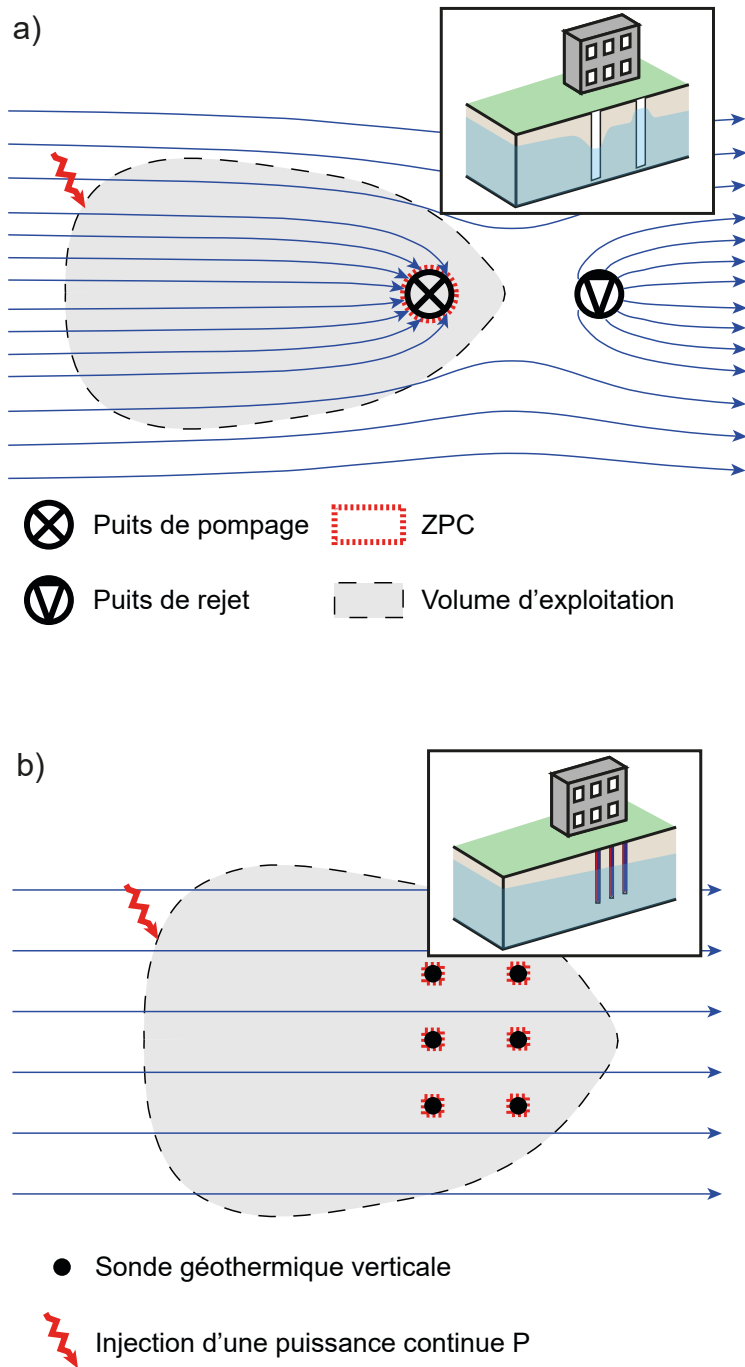 a)
Puits de pompage
ZPC
Puits de rejet
Volume d'exploitation
b)
Sonde géothermique verticale
Injection d'une puissance continue P